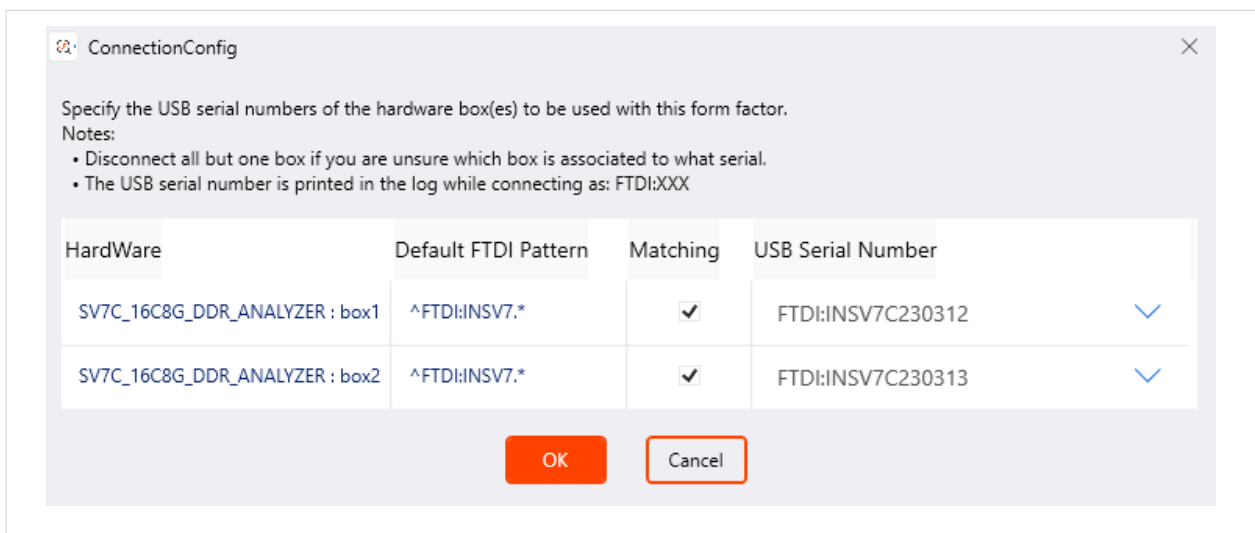 ConnectionConfig
Specify the USB serial numbers of the hardware box(es) to be used with this form factor.
Notes:
• Disconnect all but one box if you are unsure which box is associated to what serial.
• The USB serial number is printed in the log while connecting as: FTDI:XXX
HardWare Default FTDI Pattern Matching USB Serial Number
SV7C_16C8G_DDR_ANALYZER : box1 ^FTDI:INSV7.* FTDI:INSV7C230312
SV7C_16C8G_DDR_ANALYZER : box2 ^FTDI:INSV7.* FTDI:INSV7C230313
OK Cancel